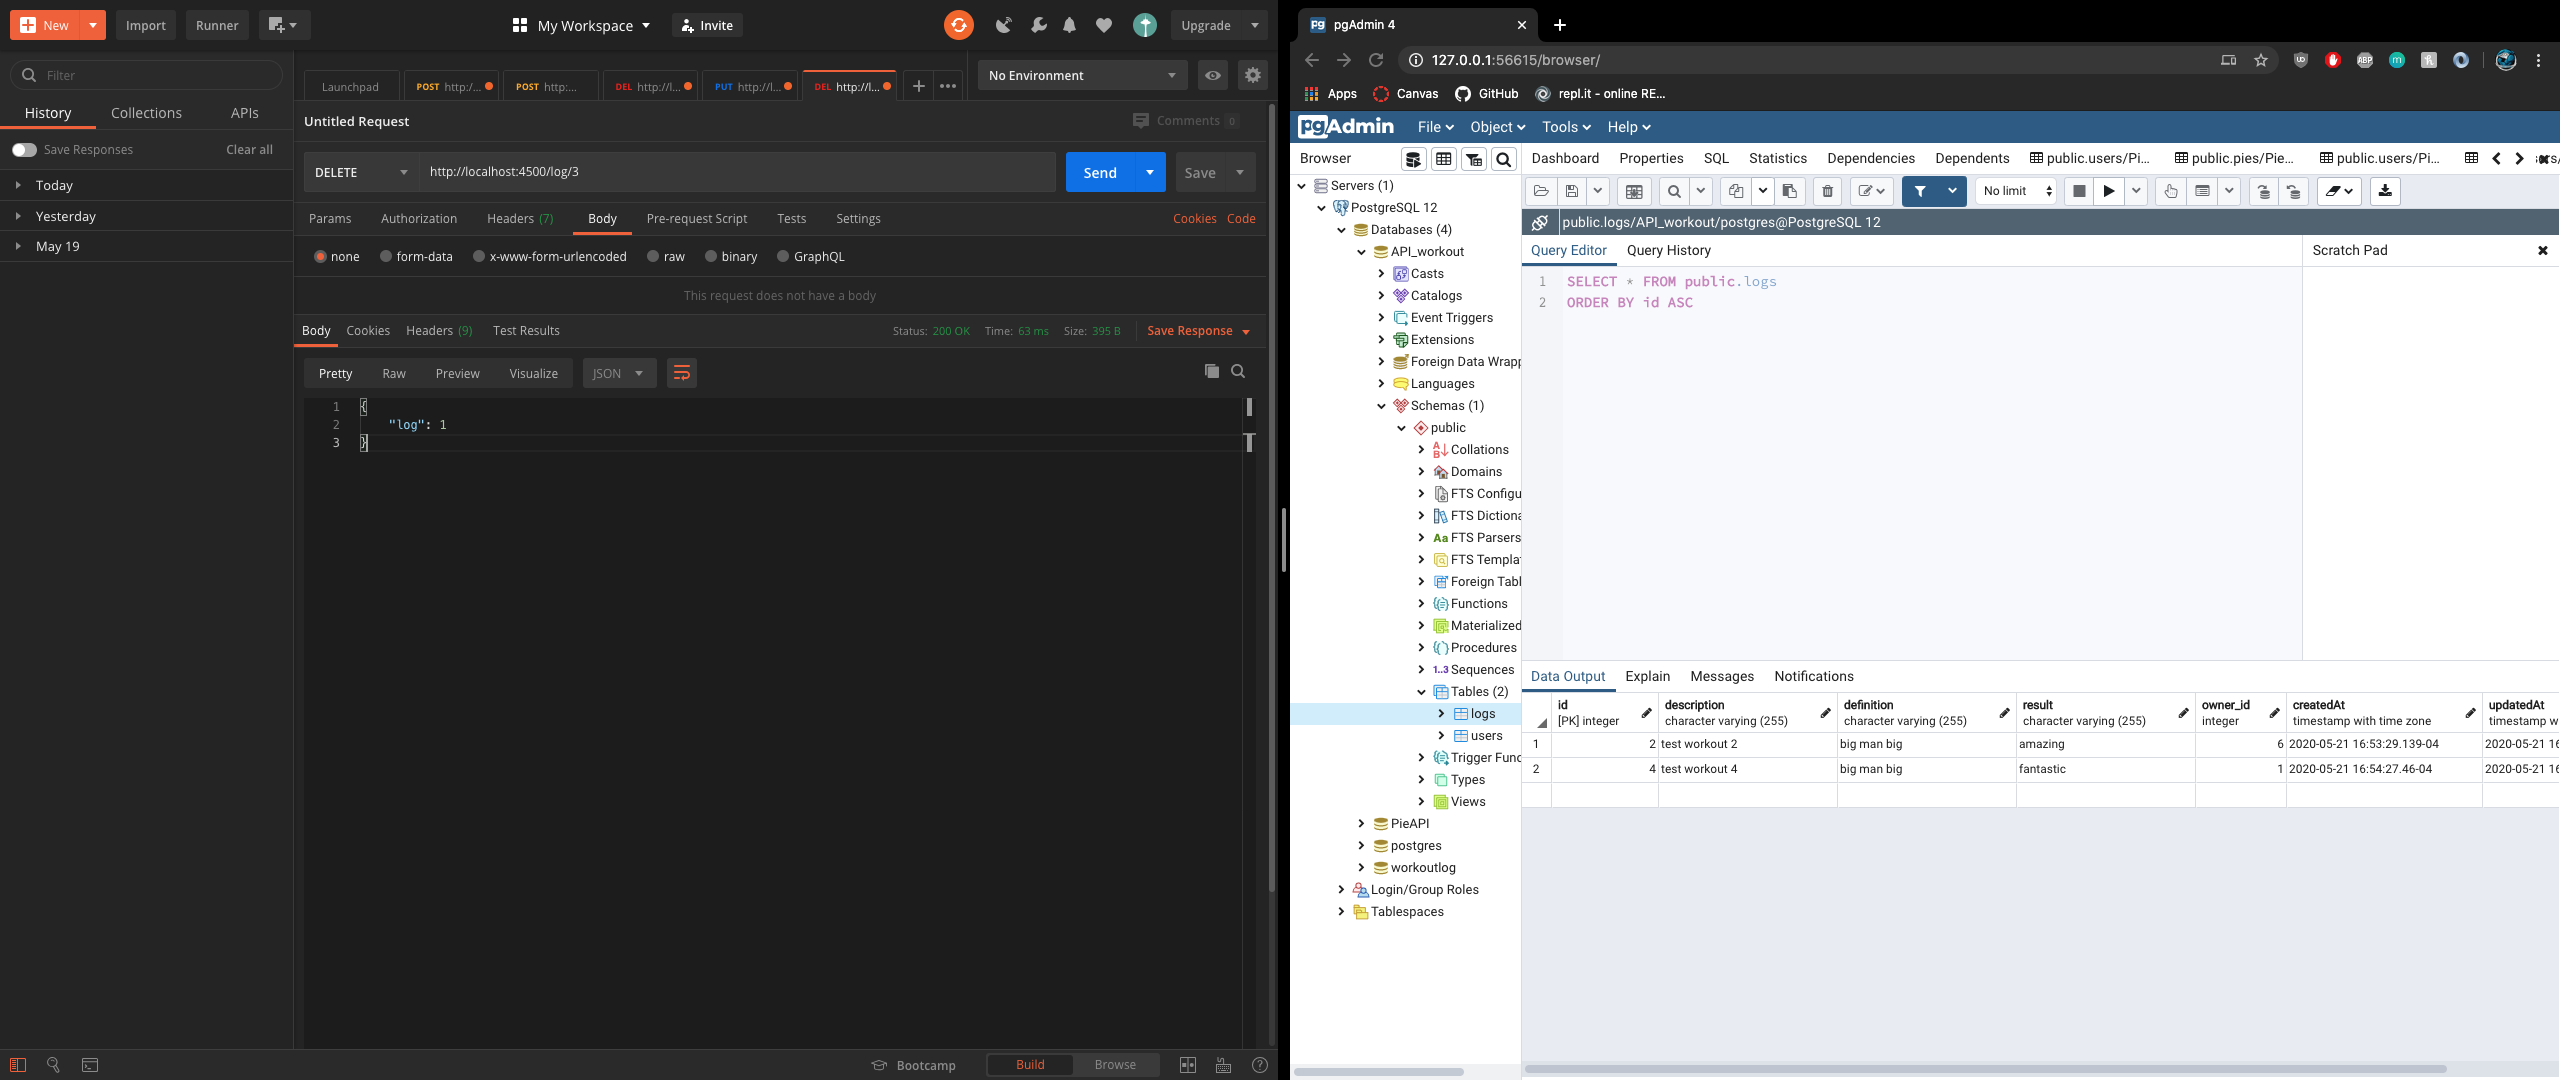 New
Import
Runner
My Workspace
Invite
Upgrade
Filter
History Collections APIs
Save Responses Clear all
Today
Yesterday
May 19
Launchpad
POST http:/...
POST http:...
DEL http://l...
PUT http://l...
DEL http://l...
No Environment
Untitled Request
Comments 0
DELETE http://localhost:4500/log/3 Send Save
Params Authorization Headers (7) Body Pre-request Script Tests Settings Cookies Code
none form-data x-www-form-urlencoded raw binary GraphQL
This request does not have a body
Body Cookies Headers (9) Test Results Status: 200 OK Time: 63 ms Size: 395 B Save Response
Pretty Raw Preview Visualize JSON
1 {
2 "log": 1
3 }
Bootcamp Build Browse
pgAdmin 4
127.0.0.1:56615/browser/
Apps Canvas GitHub repl.it - online RE...
pgAdmin File Object Tools Help
Browser
Dashboard Properties SQL Statistics Dependencies Dependents public.users/Pi... public.pies/Pie... public.users/Pi...
No limit
Servers (1)
PostgreSQL 12
Databases (4)
API_workout
Casts
Catalogs
Event Triggers
Extensions
Foreign Data Wrapp
Languages
Schemas (1)
public
Collations
Domains
FTS Configu
FTS Dictiona
FTS Parsers
FTS Templat
Foreign Tabl
Functions
Materialized
Procedures
1..3 Sequences
Tables (2)
logs
users
Trigger Func
Types
Views
PieAPI
postgres
workoutlog
Login/Group Roles
Tablespaces
public.logs/API_workout/postgres@PostgreSQL 12
Query Editor Query History
Scratch Pad
1 SELECT * FROM public.logs
2 ORDER BY id ASC
Data Output Explain Messages Notifications
id description definition result owner_id createdAt updatedAt
[PK] integer character varying (255) character varying (255) character varying (255) integer timestamp with time zone timestamp w
1 2 test workout 2 big man big amazing 6 2020-05-21 16:53:29.139-04 2020-05-21 16
2 4 test workout 4 big man big fantastic 1 2020-05-21 16:54:27.46-04 2020-05-21 16